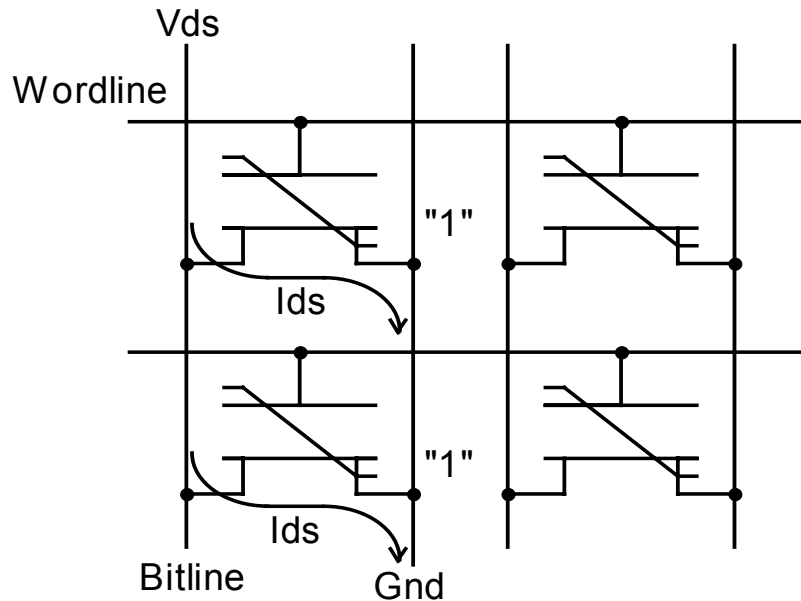 Vds
Wordline
"1"
Ids
"1"
Ids
Bitline
Gnd